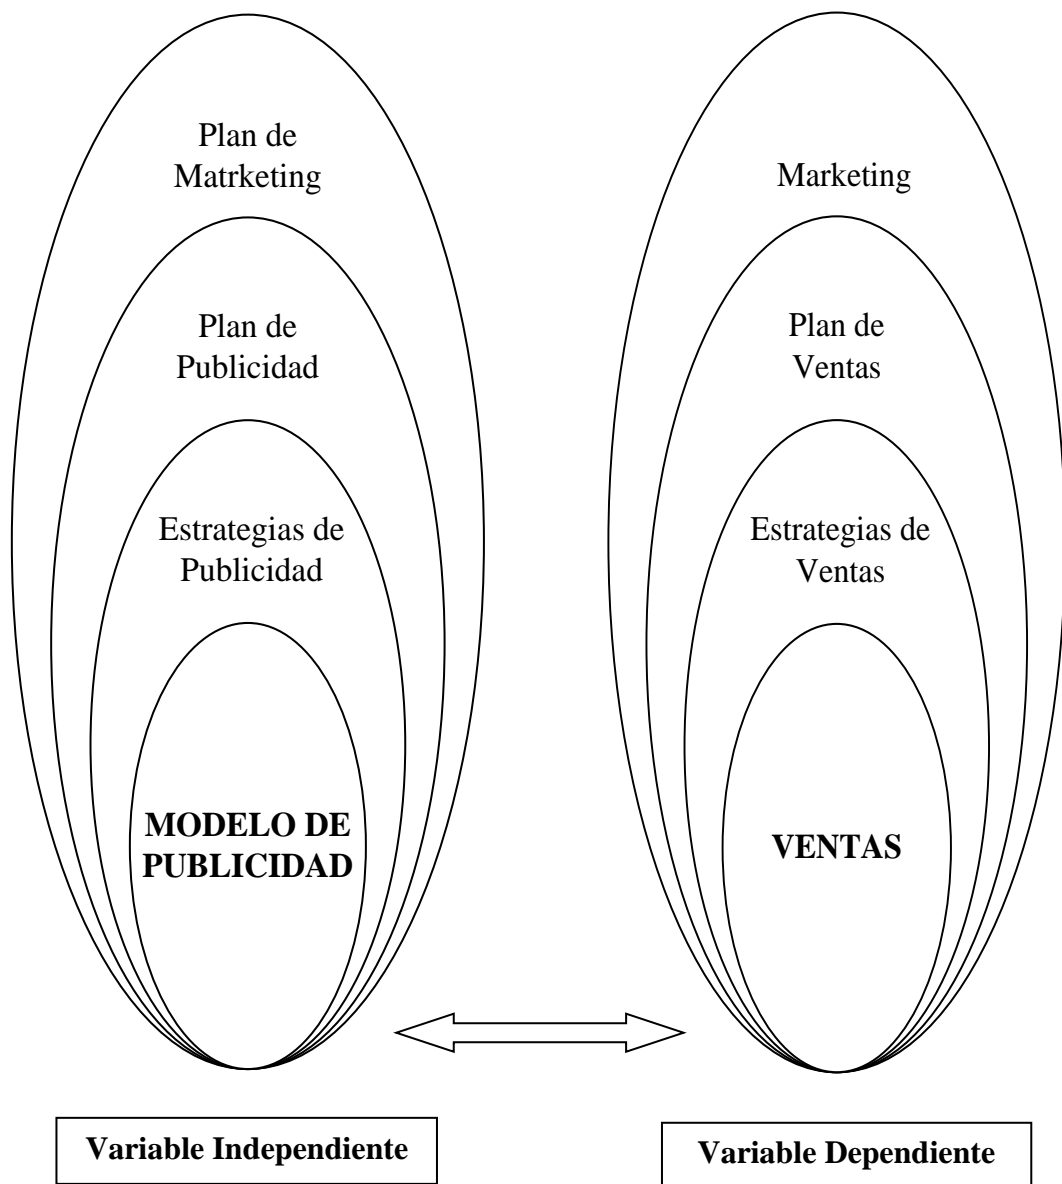 Plan de
Matrketing
Plan de
Publicidad
Estrategias de
Publicidad
MODELO DE
PUBLICIDAD
Variable Independiente
Marketing
Plan de
Ventas
Estrategias de
Ventas
VENTAS
Variable Dependiente